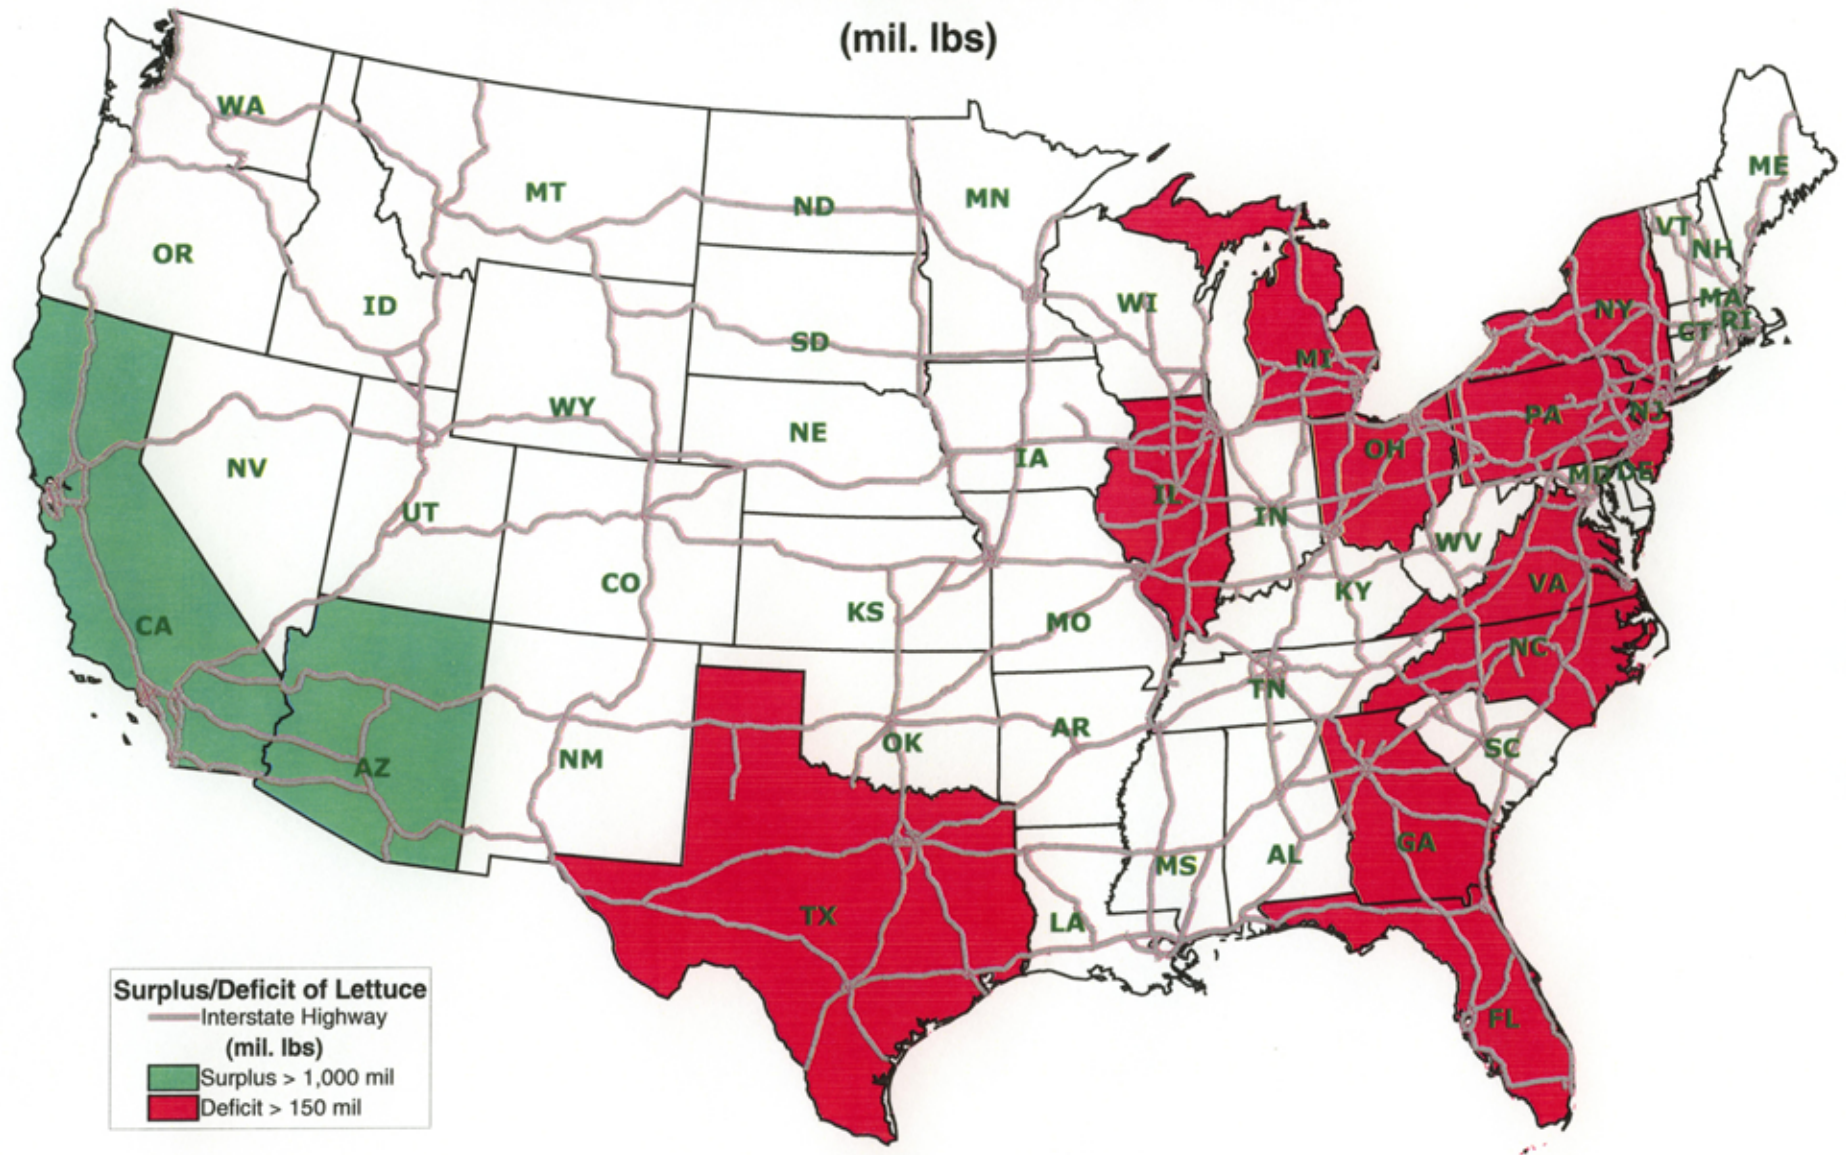 (mil. lbs)
WA
MT
ND
MN
ME
OR
ID
SD
WI
MI
NY
VT
NH
MA
CT
RI
WY
NE
IA
IL
IN
OH
PA
NJ
MD
DE
NV
UT
CO
KS
MO
KY
WV
VA
CA
AZ
NM
OK
AR
TN
NC
SC
TX
LA
MS
AL
GA
FL
Surplus/Deficit of Lettuce
Interstate Highway
(mil. lbs)
Surplus > 1,000 mil
Deficit > 150 mil